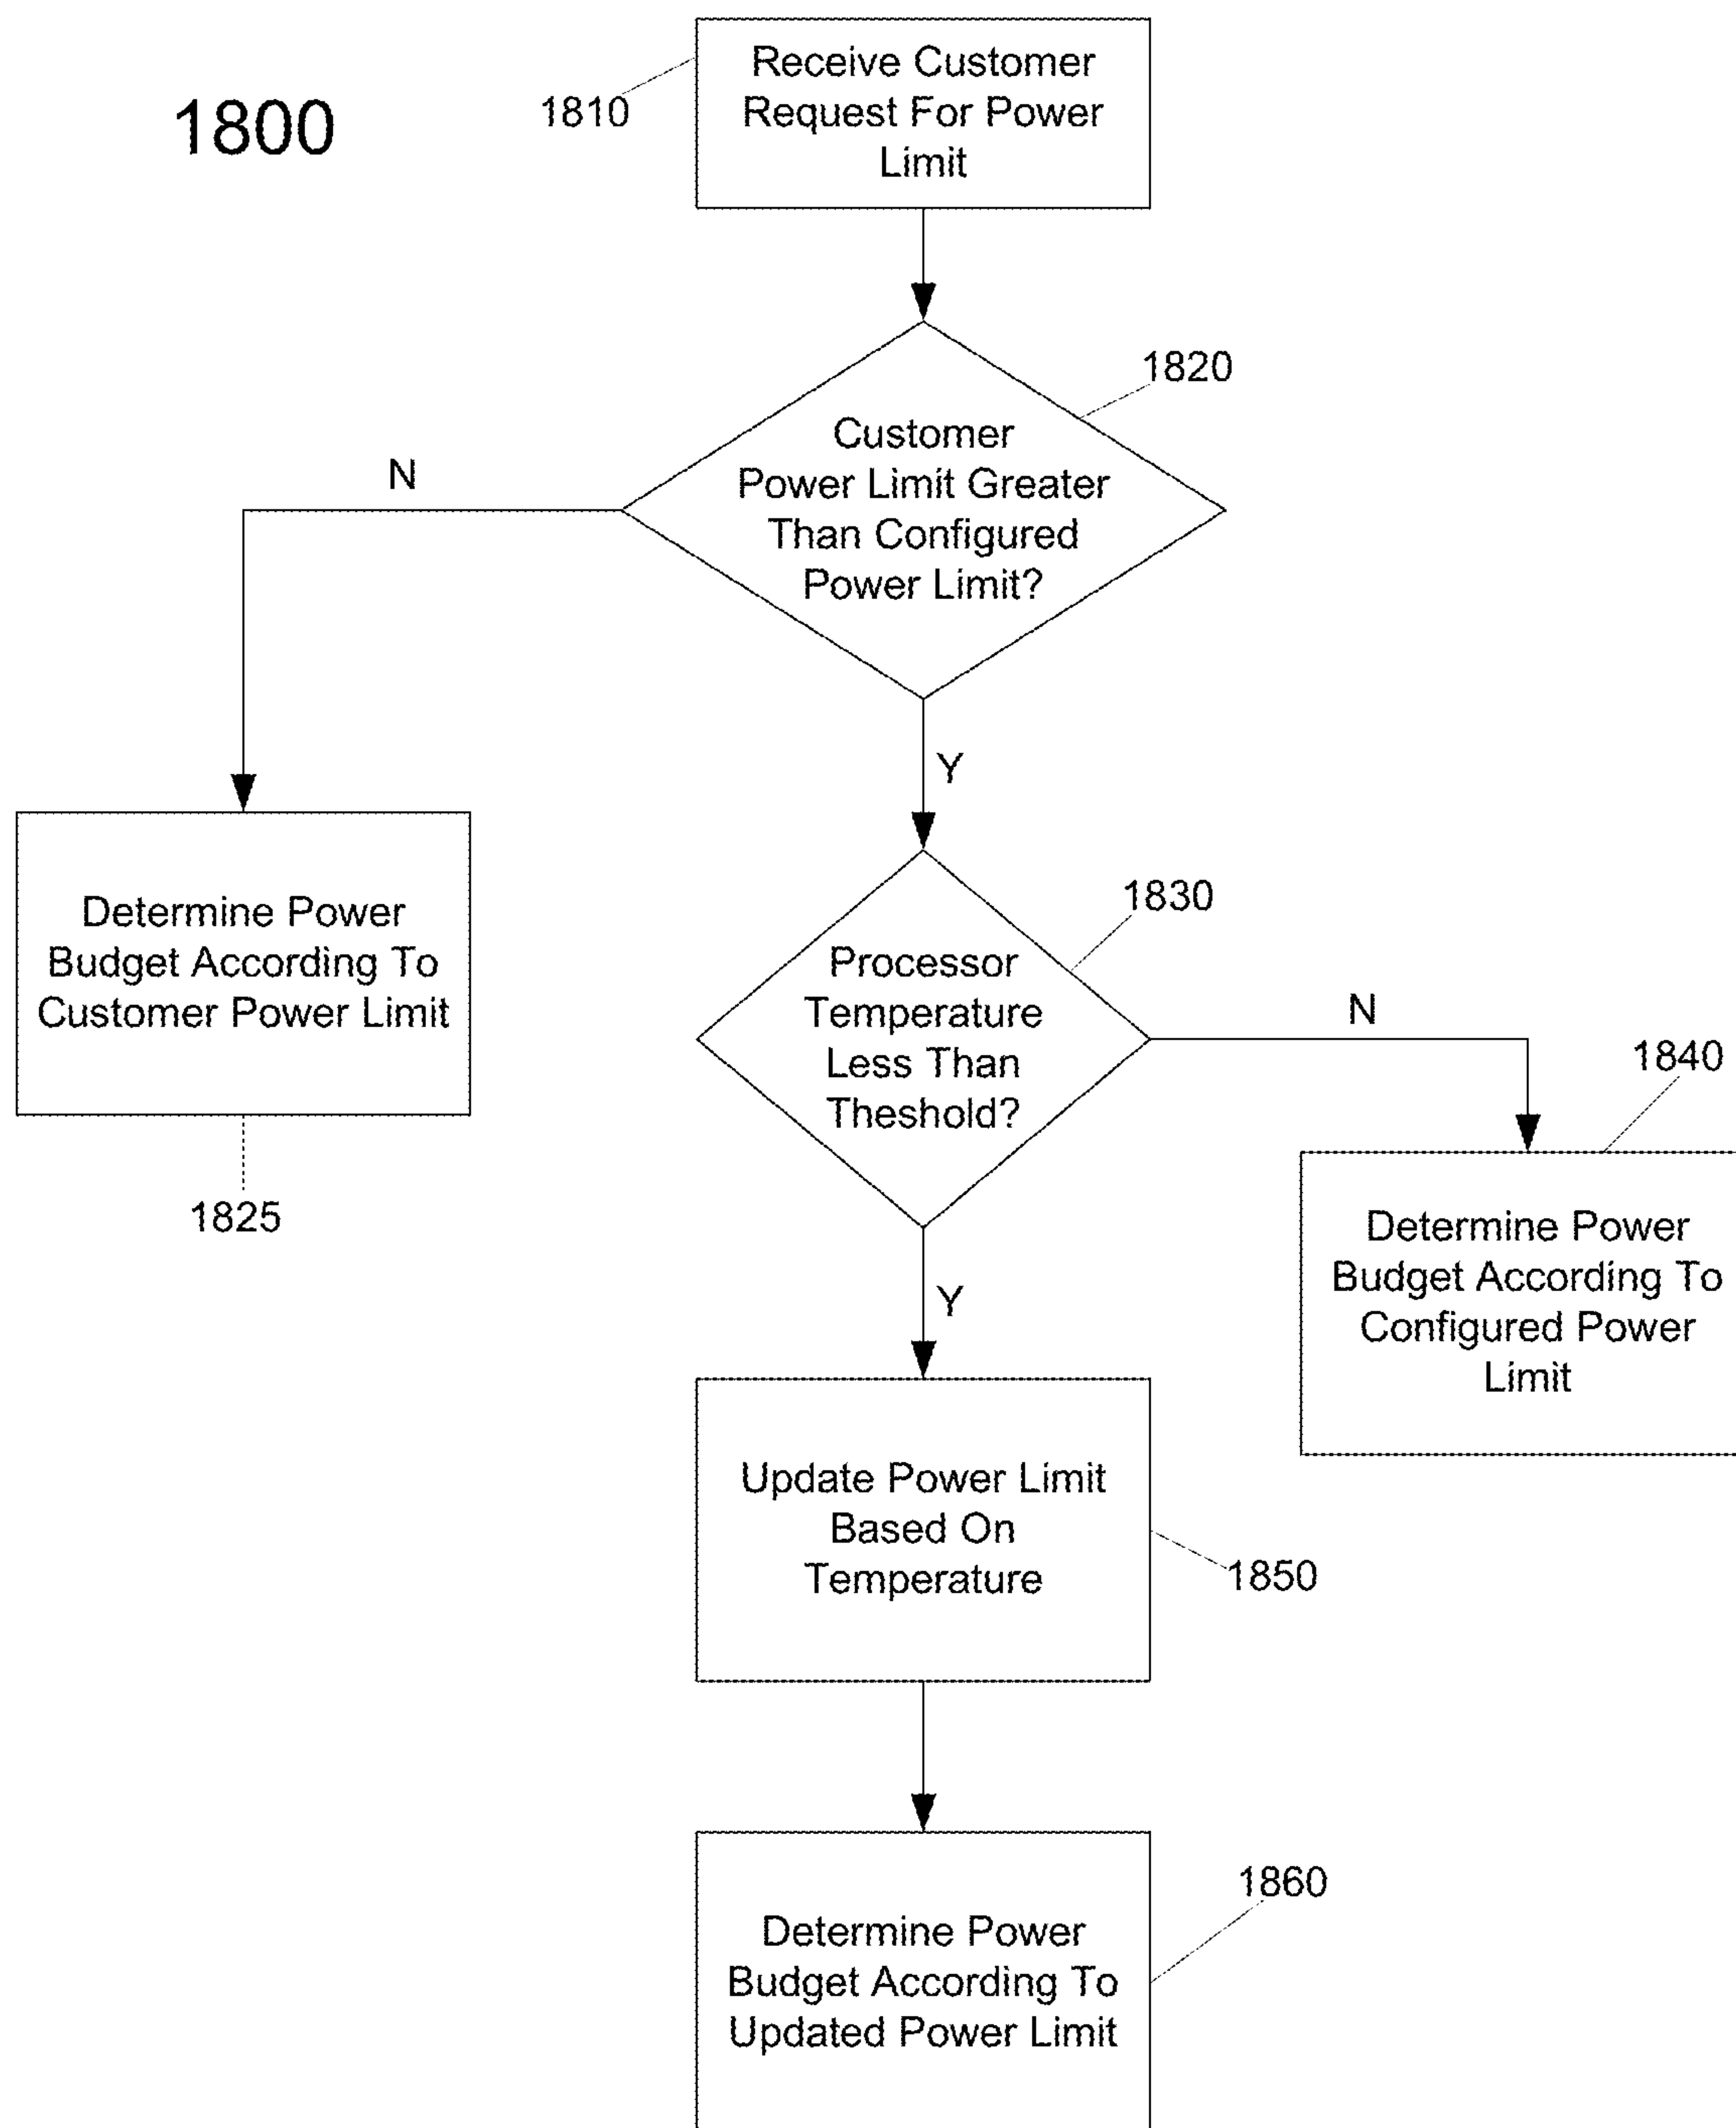 1800
1810
Receive Customer
Request For Power
Limit
1820
Customer
Power Limit Greater
Than Configured
Power Limit?
N
Y
Determine Power
Budget According To
Customer Power Limit
1825
1830
Processor
Temperature
Less Than
Theshold?
N
1840
Y
Determine Power
Budget According To
Configured Power
Limit
Update Power Limit
Based On
Temperature
1850
1860
Determine Power
Budget According To
Updated Power Limit